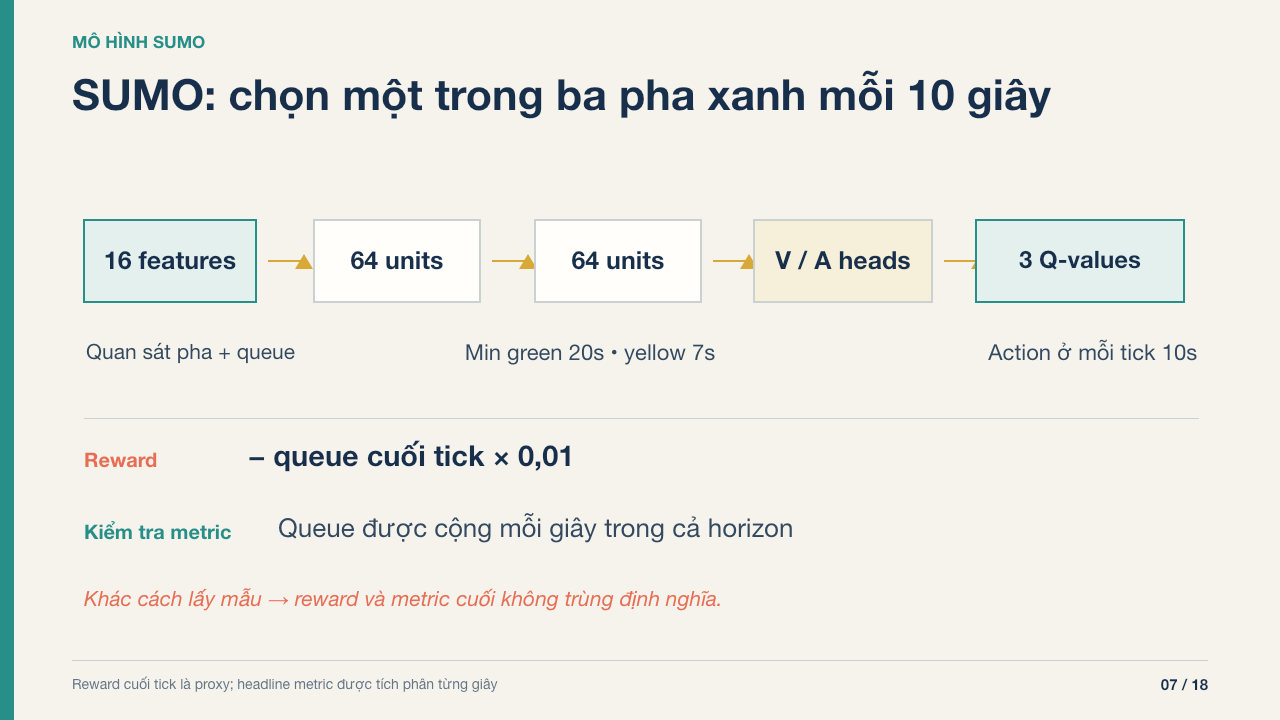 MÔ HÌNH SUMO
SUMO: chọn một trong ba pha xanh mỗi 10 giây
16 features
64 units
64 units
V / A heads
3 Q-values
Quan sát pha + queue
Min green 20s • yellow 7s
Action ở mỗi tick 10s
Reward
– queue cuối tick × 0,01
Kiểm tra metric
Queue được cộng mỗi giây trong cả horizon
Khác cách lấy mẫu → reward và metric cuối không trùng định nghĩa.
Reward cuối tick là proxy; headline metric được tích phân từng giây
07 / 18